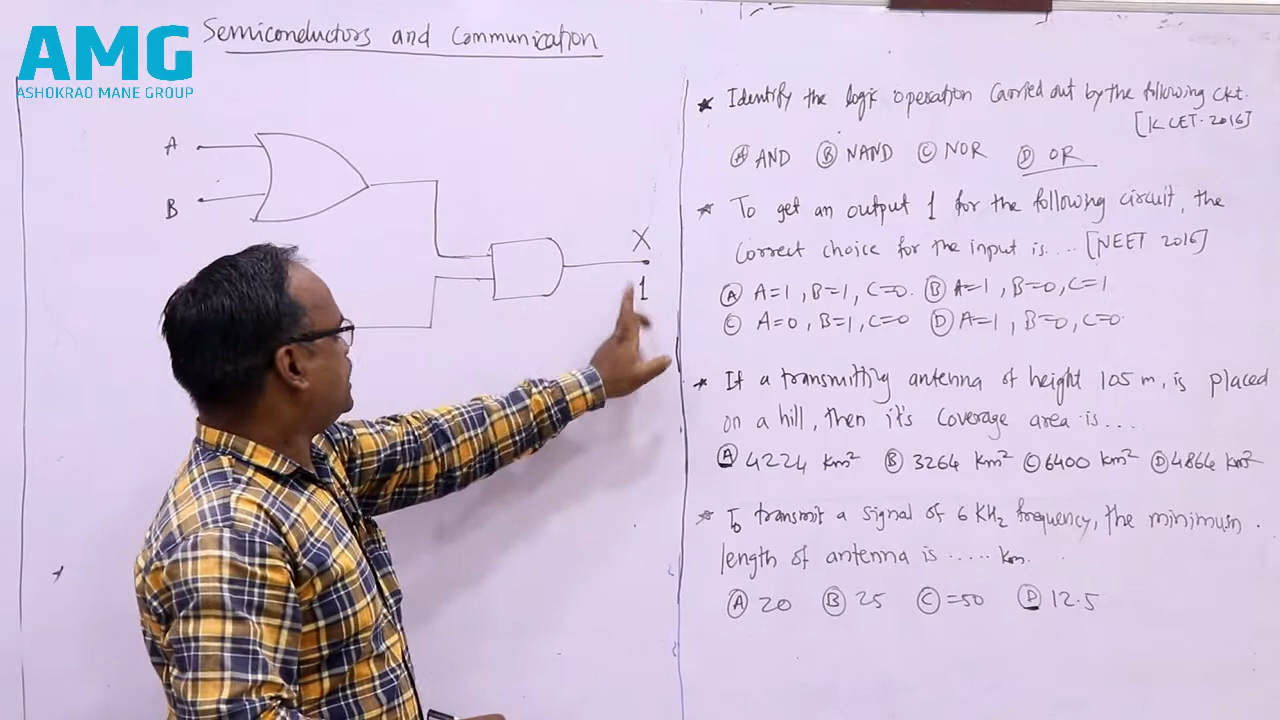 AMG
ASHOKRAO MANE GROUP
Semiconductors and Communication
A
B
X
1
* Identify the logic operation carried out by the following ckt.
[KCET-2016]
Ⓐ AND Ⓑ NAND Ⓒ NOR Ⓓ OR
* To get an output 1 for the following circuit, the
correct choice for the input is.... [NEET 2016]
Ⓐ A=1, B=1, C=0. Ⓑ A=1, B=0, C=1
Ⓒ A=0, B=1, C=0 Ⓓ A=1, B=0, C=0
* If a transmitting antenna of height 105 m, is placed
on a hill, then it's coverage area is....
Ⓐ 4224 Km² Ⓑ 3264 Km² Ⓒ 6400 Km² Ⓓ 4864 Km²
* To transmit a signal of 6 KHz frequency, the minimum
length of antenna is ..... km.
Ⓐ 20 Ⓑ 25 Ⓒ =50 Ⓓ 12.5